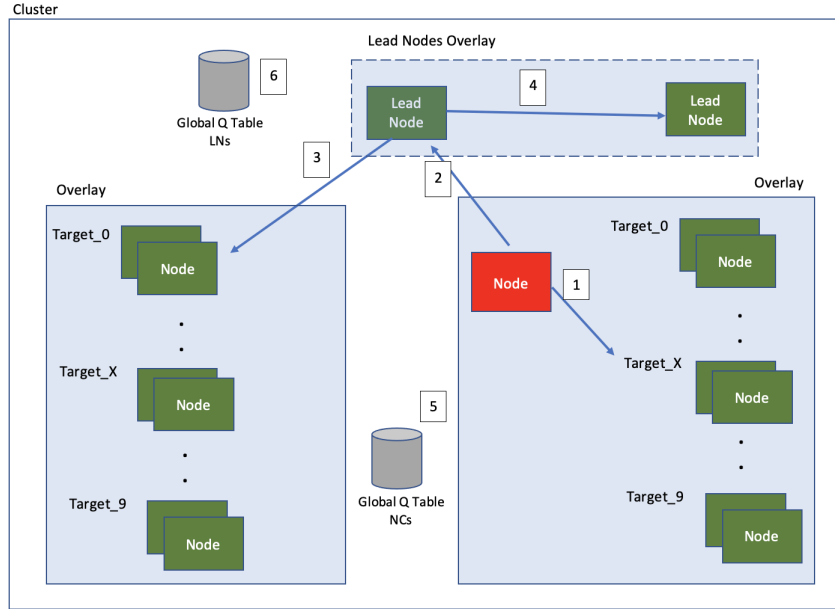 Cluster
Lead Nodes Overlay
6
4
Lead
Node
Lead
Node
Global Q Table
LNs
3
2
Overlay
Overlay
Target_0
Node
Target_X
Node
Target_9
Node
Node
1
Target_0
Node
Target_X
Node
Target_9
Node
5
Global Q Table
NCs